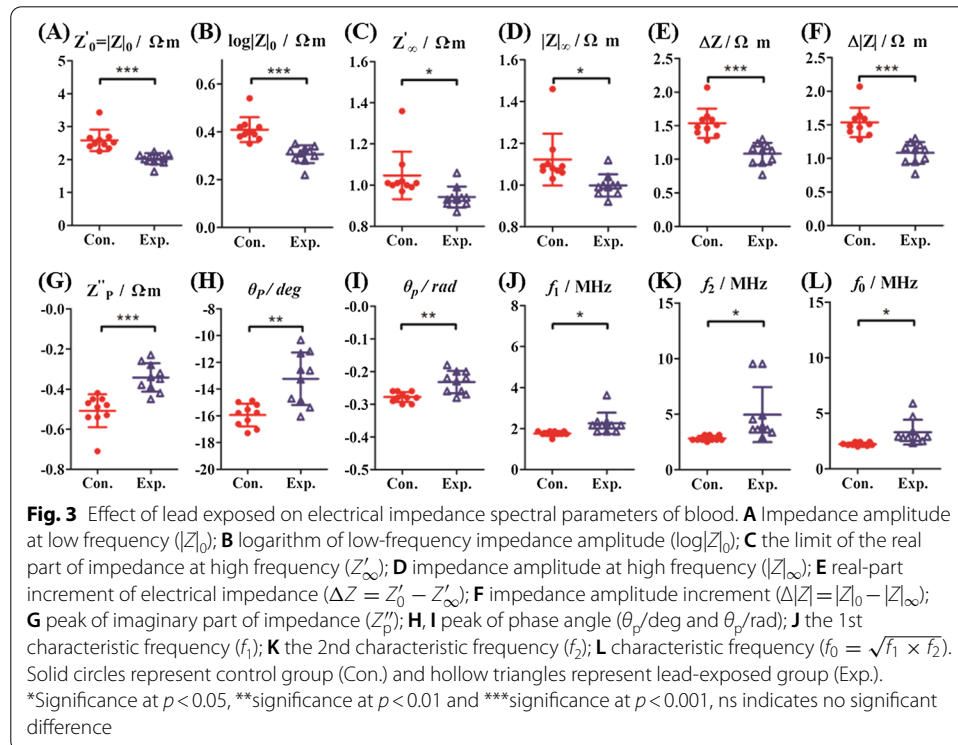 (A) Z'₀=|Z|₀ / Ω·m
(B) log|Z|₀ / Ω·m
(C) Z'∞ / Ω·m
(D) |Z|∞ / Ω·m
(E) ΔZ / Ω m
(F) Δ|Z| / Ω m
*** *** * * *** ***
5 4 3 2 1 0
0.6 0.4 0.2 0.0
1.6 1.4 1.2 1.0 0.8
1.6 1.4 1.2 1.0 0.8
2.5 2.0 1.5 1.0 0.5 0.0
2.5 2.0 1.5 1.0 0.5 0.0
Con. Exp. Con. Exp. Con. Exp. Con. Exp. Con. Exp. Con. Exp.
(G) Z''P / Ω·m
(H) θP/ deg
(I) θp/ rad
(J) f₁ / MHz
(K) f₂ / MHz
(L) f₀ / MHz
*** ** ** * * *
-0.0 -0.2 -0.4 -0.6 -0.8
-8 -10 -12 -14 -16 -18 -20
-0.0 -0.1 -0.2 -0.3 -0.4 -0.5
8 6 4 2 0
15 10 5 0
15 10 5 0
Con. Exp. Con. Exp. Con. Exp. Con. Exp. Con. Exp. Con. Exp.
Fig. 3 Effect of lead exposed on electrical impedance spectral parameters of blood. A Impedance amplitude
at low frequency (|Z|₀); B logarithm of low-frequency impedance amplitude (log|Z|₀); C the limit of the real
part of impedance at high frequency (Z′∞); D impedance amplitude at high frequency (|Z|∞); E real-part
increment of electrical impedance (ΔZ = Z′₀ − Z′∞); F impedance amplitude increment (Δ|Z| = |Z|₀ − |Z|∞);
G peak of imaginary part of impedance (Z″p); H, I peak of phase angle (θp/deg and θp/rad); J the 1st
characteristic frequency (f₁); K the 2nd characteristic frequency (f₂); L characteristic frequency (f₀ = √f₁ × f₂).
Solid circles represent control group (Con.) and hollow triangles represent lead-exposed group (Exp.).
*Significance at p < 0.05, **significance at p < 0.01 and ***significance at p < 0.001, ns indicates no significant
difference